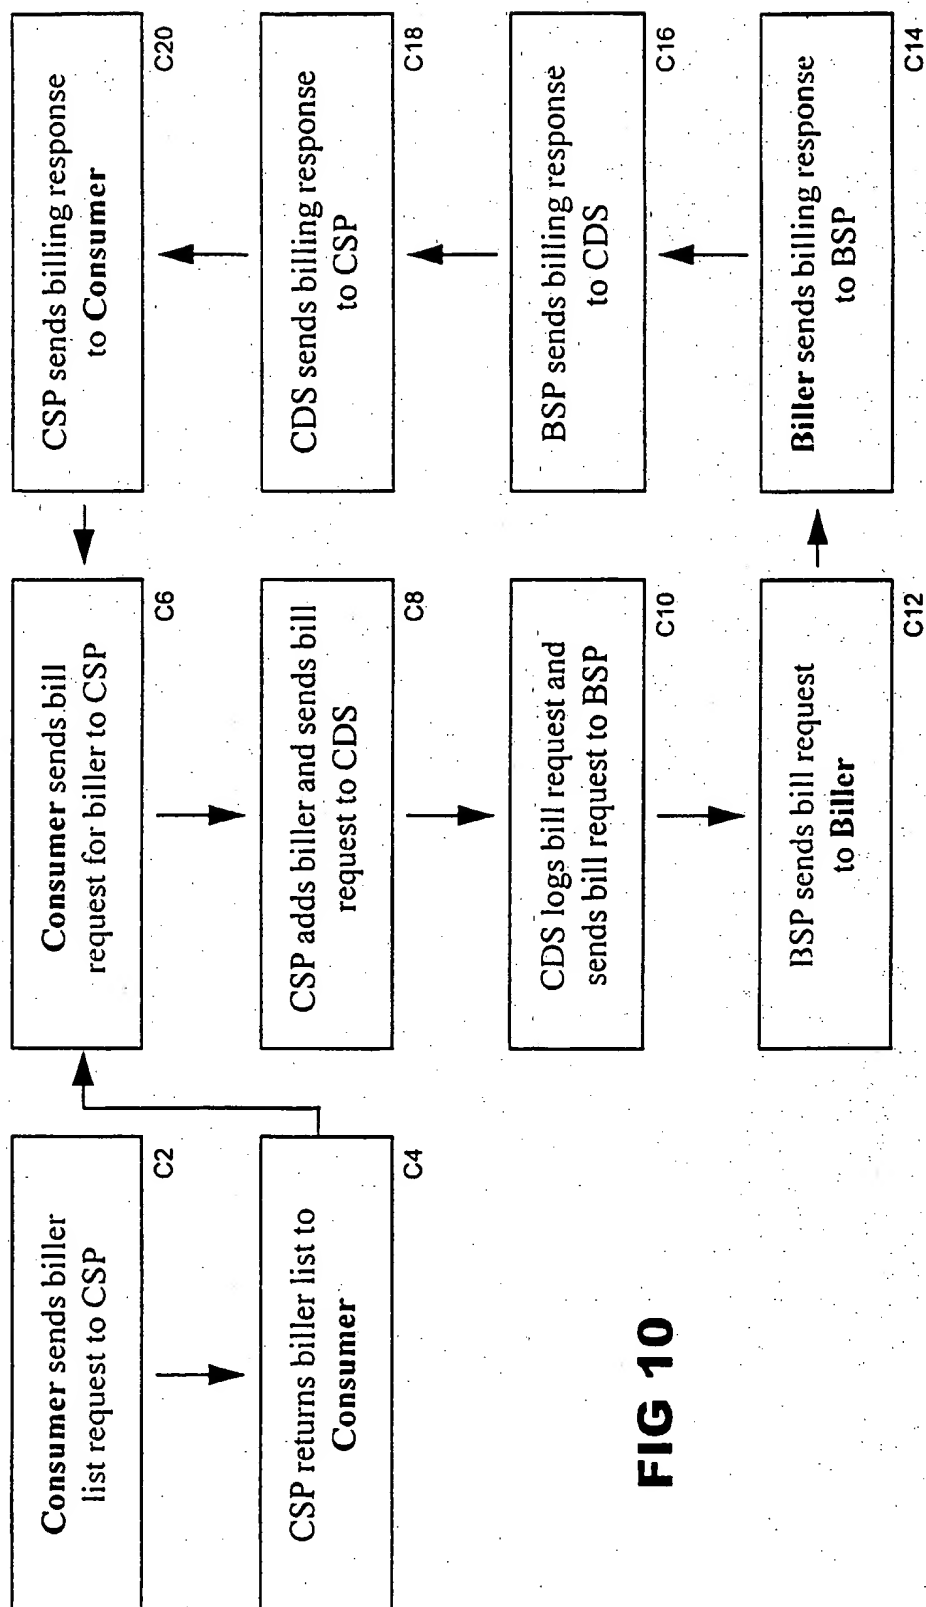 Consumer sends biller
list request to CSP
C2
CSP returns biller list to
Consumer
C4
Consumer sends bill
request for biller to CSP
C6
CSP adds biller and sends bill
request to CDS
C8
CDS logs bill request and
sends bill request to BSP
C10
BSP sends bill request
to Biller
C12
Biller sends billing response
to BSP
C14
BSP sends billing response
to CDS
C16
CDS sends billing response
to CSP
C18
CSP sends billing response
to Consumer
C20
FIG 10